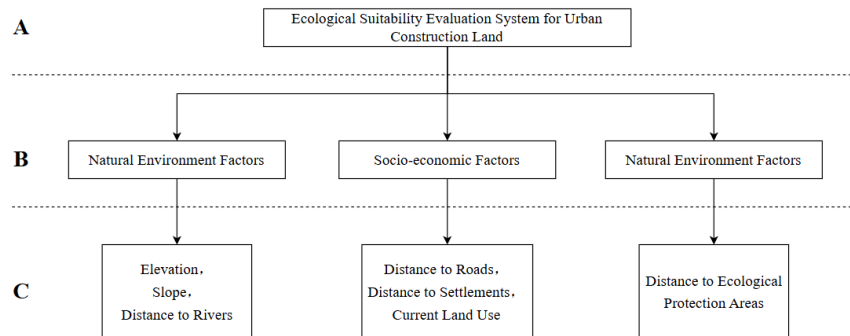 A
Ecological Suitability Evaluation System for Urban
Construction Land
B
Natural Environment Factors
Socio-economic Factors
Natural Environment Factors
C
Elevation，
Slope，
Distance to Rivers
Distance to Roads，
Distance to Settlements，
Current Land Use
Distance to Ecological
Protection Areas